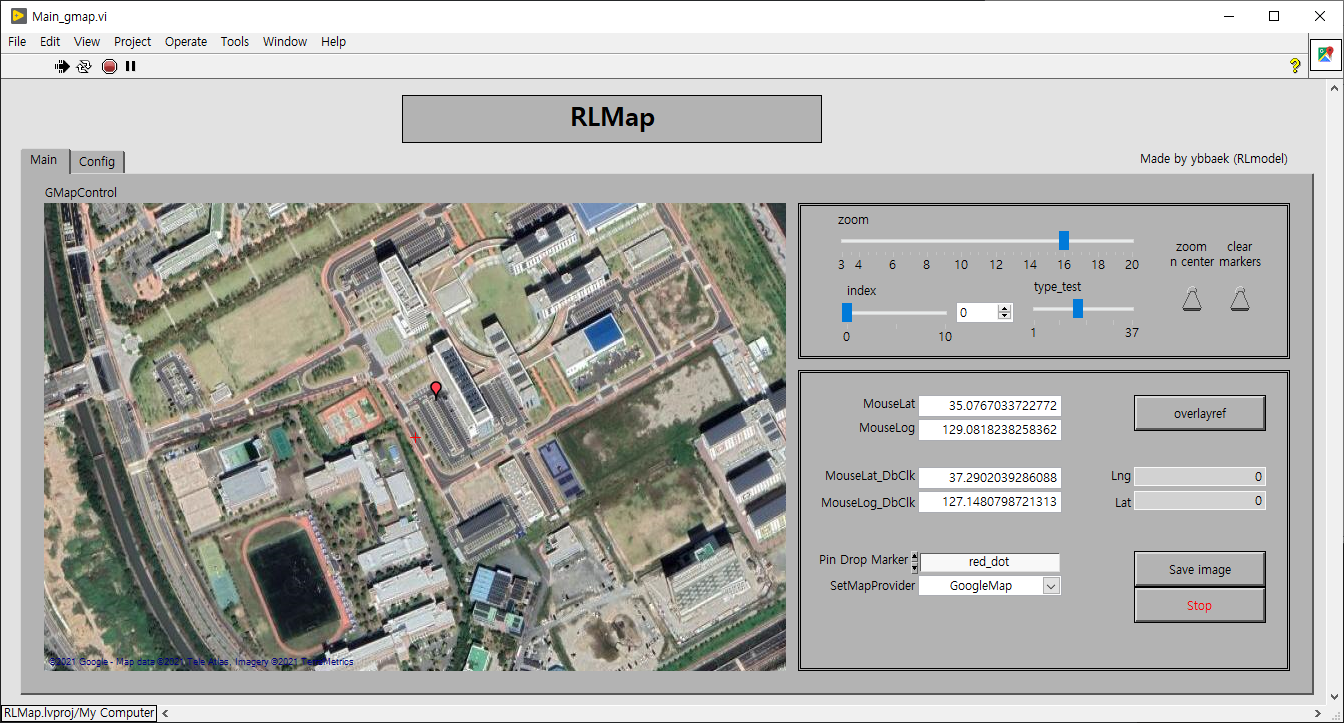 Main_gmap.vi
File Edit View Project Operate Tools Window Help
?
RLMap
Main Config
Made by ybbaek (RLmodel)
GMapControl
zoom
3 4 6 8 10 12 14 16 18 20
zoom
n center
clear
markers
index
0 10
0
type_test
1 37
MouseLat 35.0767033722772
MouseLog 129.0818238258362
overlayref
MouseLat_DbClk 37.2902039286088
MouseLog_DbClk 127.1480798721313
Lng 0
Lat 0
Pin Drop Marker red_dot
SetMapProvider GoogleMap
Save image
Stop
©2021 Google - Map data ©2021 Tele Atlas, Imagery ©2021 TerraMetrics
RLMap.lvproj/My Computer